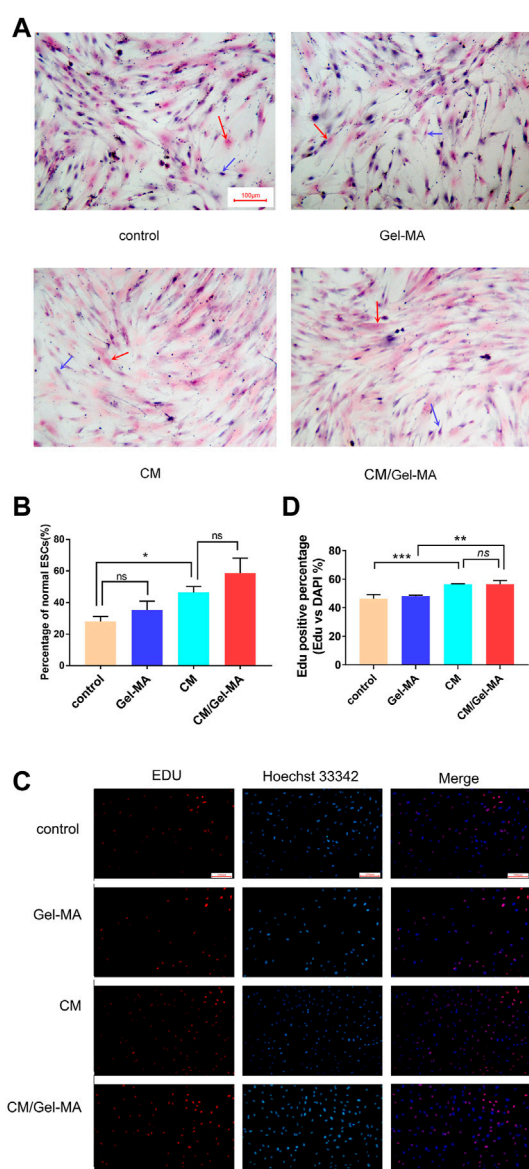 A
100μm
control
Gel-MA
CM
CM/Gel-MA
B
Percentage of normal ESCs(%)
80
60
40
20
0
*
ns
ns
control
Gel-MA
CM
CM/Gel-MA
D
Edu positive percentage
(Edu vs DAPI %)
80
60
40
20
0
***
**
ns
control
Gel-MA
CM
CM/Gel-MA
C
EDU
Hoechst 33342
Merge
control
Gel-MA
CM
CM/Gel-MA